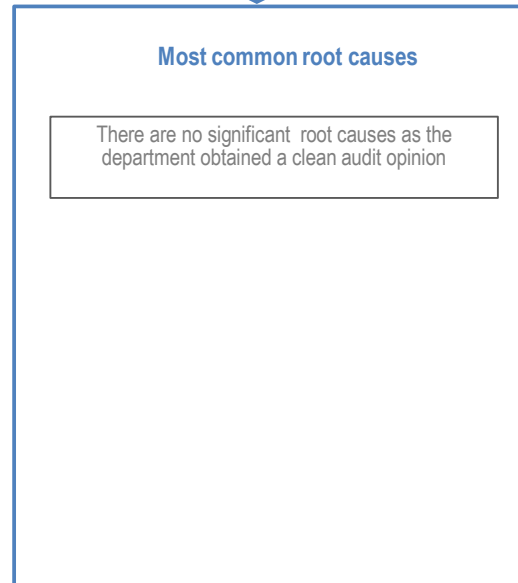 Most common root causes
There are no significant root causes as the
department obtained a clean audit opinion